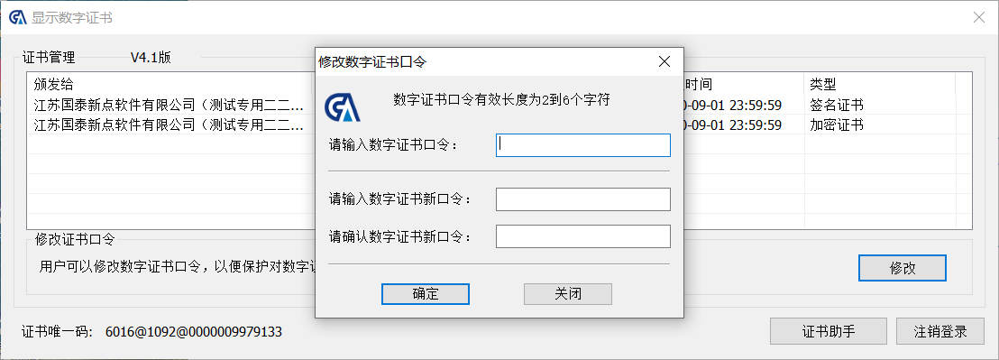 显示数字证书
证书管理 V4.1版
颁发给 时间 类型
江苏国泰新点软件有限公司（测试专用二二... 0-09-01 23:59:59 签名证书
江苏国泰新点软件有限公司（测试专用二二... 0-09-01 23:59:59 加密证书
修改证书口令
用户可以修改数字证书口令，以便保护对数字
修改
证书唯一码: 6016@1092@0000009979133
证书助手 注销登录
修改数字证书口令
数字证书口令有效长度为2到6个字符
请输入数字证书口令：
请输入数字证书新口令：
请确认数字证书新口令：
确定 关闭